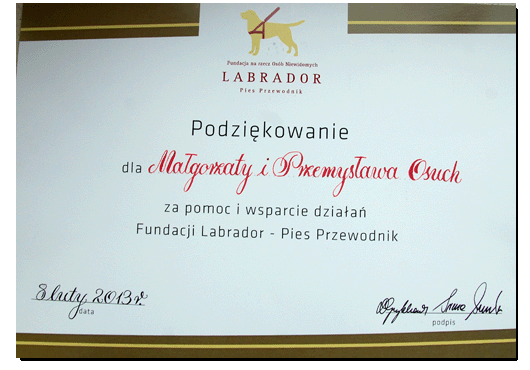 Fundacja na rzecz Osób Niewidomych
LABRADOR
Pies Przewodnik
Podziękowanie
dla Małgorzaty i Przemysława Osuch
za pomoc i wsparcie działań
Fundacji Labrador - Pies Przewodnik
8 luty, 2013 r.
data
podpis